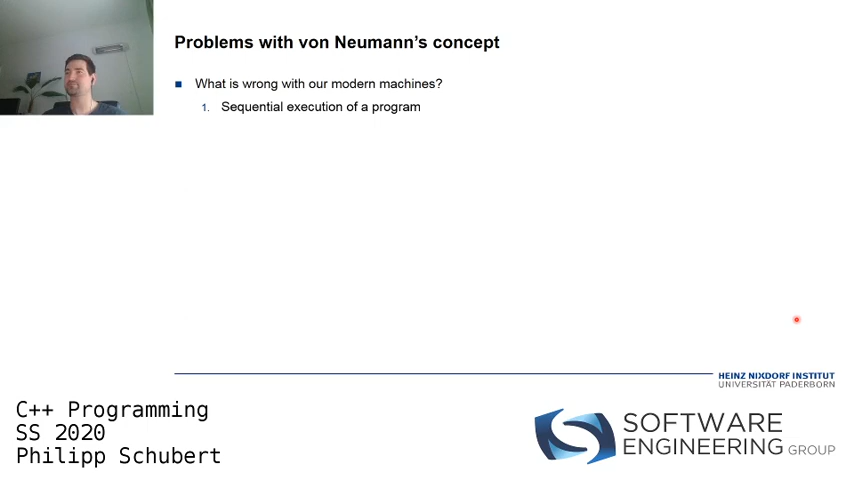 Problems with von Neumann's concept
■ What is wrong with our modern machines?
1. Sequential execution of a program
HEINZ NIXDORF INSTITUT
UNIVERSITÄT PADERBORN
C++ Programming
SS 2020
Philipp Schubert
SOFTWARE
ENGINEERING GROUP